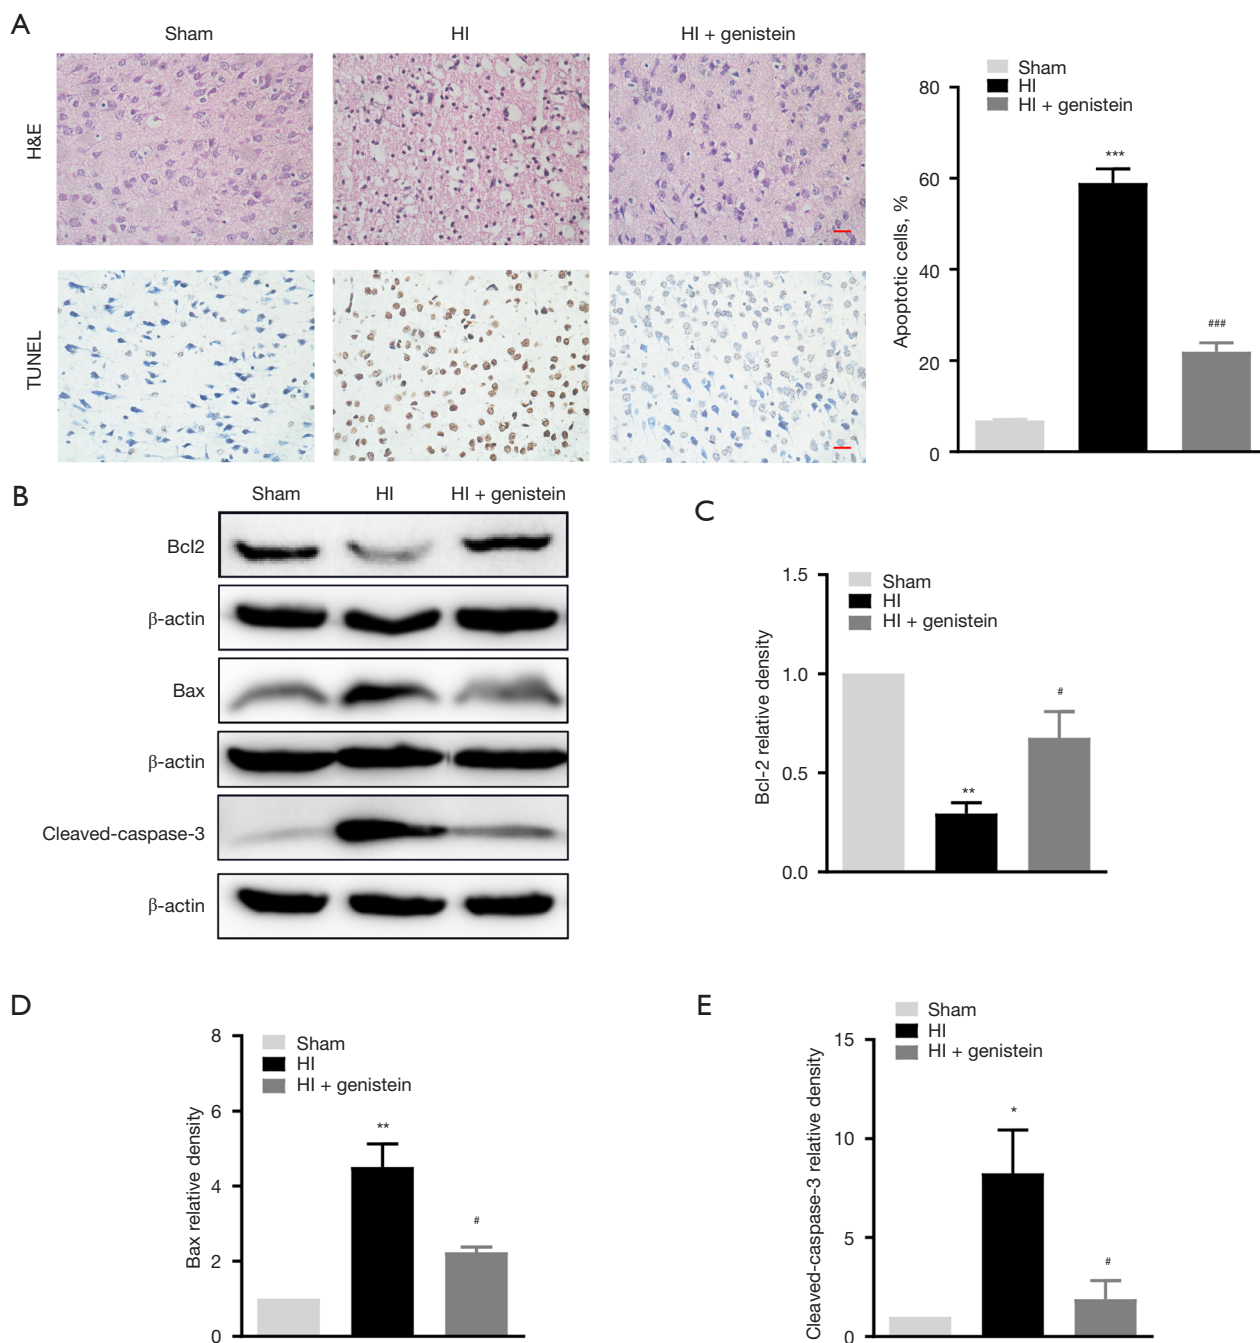 A
Sham
HI
HI + genistein
H&E
TUNEL
Sham
HI
HI + genistein
Apoptotic cells, %
80
60
40
20
0
***
###
B
Sham
HI
HI + genistein
Bcl2
β-actin
Bax
β-actin
Cleaved-caspase-3
β-actin
C
Sham
HI
HI + genistein
Bcl-2 relative density
1.5
1.0
0.5
0.0
**
#
D
Sham
HI
HI + genistein
Bax relative density
8
6
4
2
0
**
#
E
Sham
HI
HI + genistein
Cleaved-caspase-3 relative density
15
10
5
0
*
#